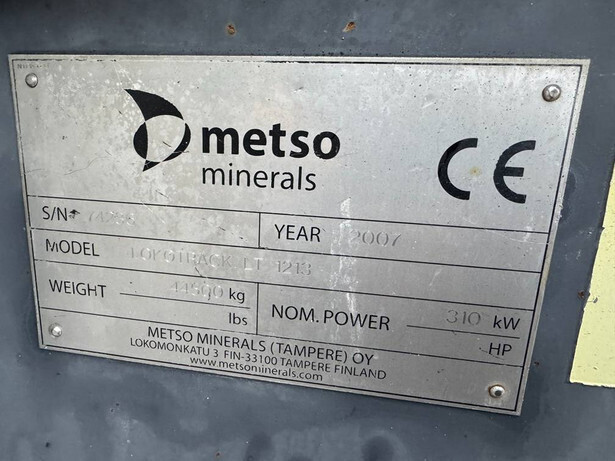 metso
minerals
CE
S/N
YEAR 2007
MODEL LOKOTRACK LT 1213
WEIGHT 44500 kg
lbs
NOM. POWER 310 kW
HP
METSO MINERALS (TAMPERE) OY
LOKOMONKATU 3 FIN-33100 TAMPERE FINLAND
www.metsominerals.com